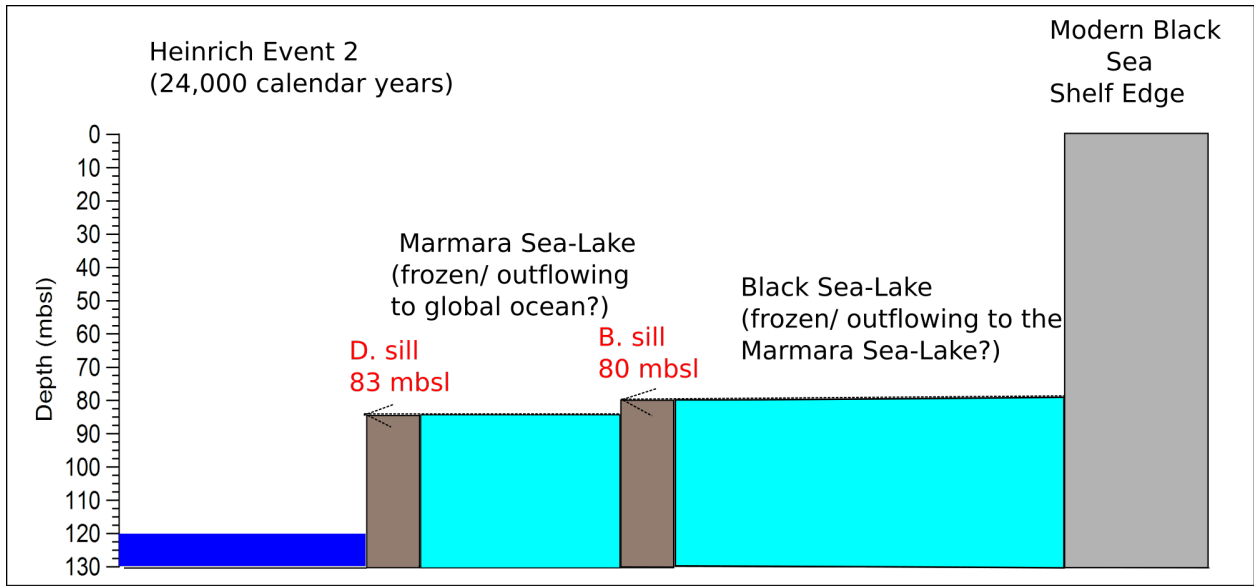 Heinrich Event 2
(24,000 calendar years)
Modern Black
Sea
Shelf Edge
Depth (mbsl)
0
10
20
30
40
50
60
70
80
90
100
110
120
130
Marmara Sea-Lake
(frozen/ outflowing
to global ocean?)
D. sill
83 mbsl
B. sill
80 mbsl
Black Sea-Lake
(frozen/ outflowing to the
Marmara Sea-Lake?)